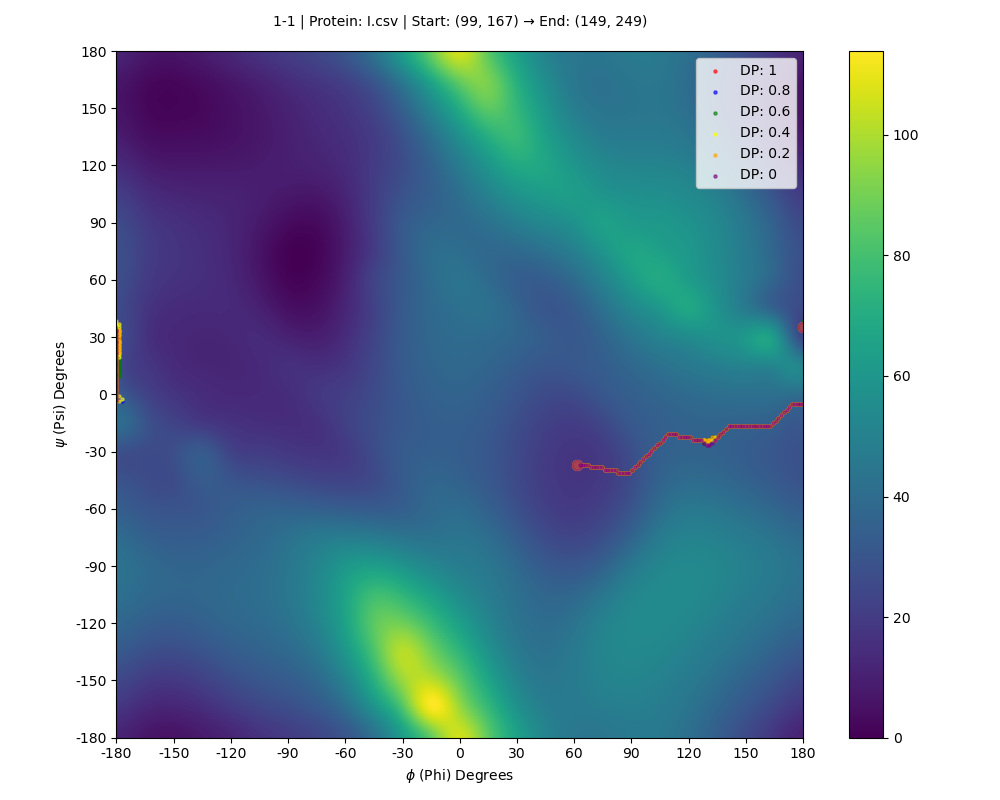 1-1 | Protein: I.csv | Start: (99, 167) → End: (149, 249)
DP: 1
DP: 0.8
DP: 0.6
DP: 0.4
DP: 0.2
DP: 0
180
150
120
90
60
30
0
-30
-60
-90
-120
-150
-180
ψ (Psi) Degrees
-180 -150 -120 -90 -60 -30 0 30 60 90 120 150 180
ϕ (Phi) Degrees
100
80
60
40
20
0